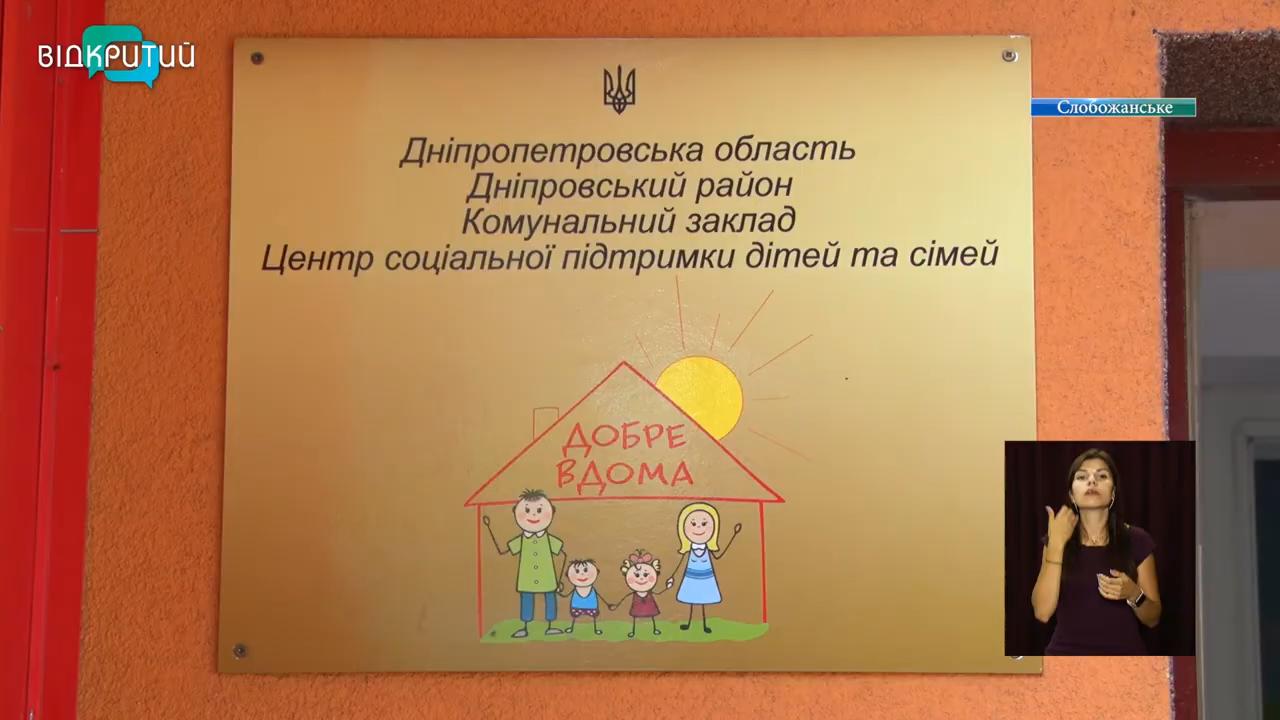 ВІДКРИТИЙ
Слобожанське
Дніпропетровська область
Дніпровський район
Комунальний заклад
Центр соціальної підтримки дітей та сімей
ДОБРЕ
ВДОМА